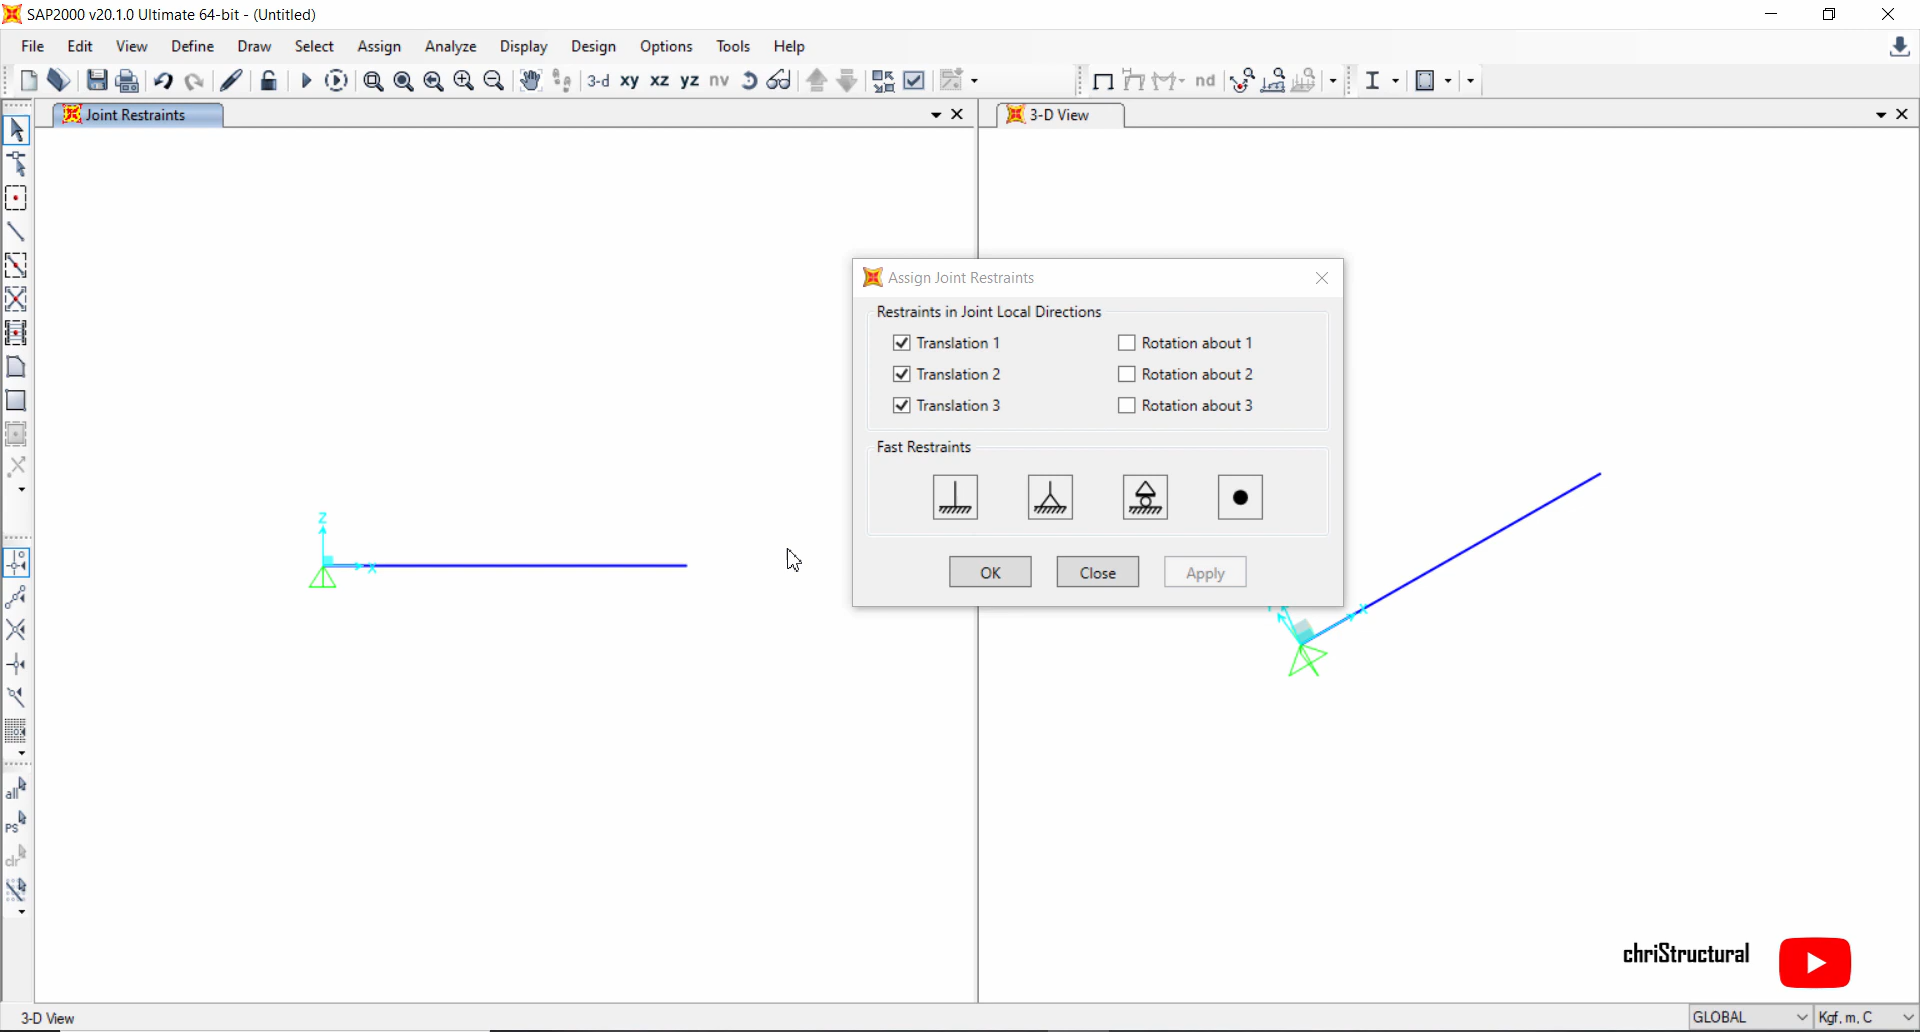 SAP2000 v20.1.0 Ultimate 64-bit - (Untitled)
File Edit View Define Draw Select Assign Analyze Display Design Options Tools Help
3-d xy xz yz nv nd
Joint Restraints
3-D View
Assign Joint Restraints
Restraints in Joint Local Directions
Translation 1 Rotation about 1
Translation 2 Rotation about 2
Translation 3 Rotation about 3
Fast Restraints
OK Close Apply
Z
X
X
all
PS
clr
chriStructural
3-D View GLOBAL Kgf, m, C